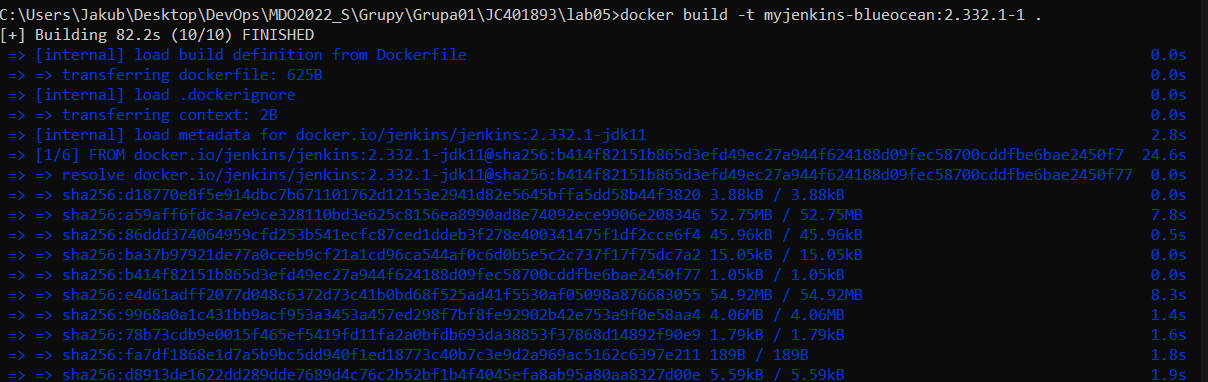 C:\Users\Jakub\Desktop\DevOps\MDO2022_S\Grupy\Grupa01\JC401893\lab05>docker build -t myjenkins-blueocean:2.332.1-1 .
[+] Building 82.2s (10/10) FINISHED
=> [internal] load build definition from Dockerfile 0.0s
=> => transferring dockerfile: 625B 0.0s
=> [internal] load .dockerignore 0.0s
=> => transferring context: 2B 0.0s
=> [internal] load metadata for docker.io/jenkins/jenkins:2.332.1-jdk11 2.8s
=> [1/6] FROM docker.io/jenkins/jenkins:2.332.1-jdk11@sha256:b414f82151b865d3efd49ec27a944f624188d09fec58700cddfbe6bae2450f7 24.6s
=> => resolve docker.io/jenkins/jenkins:2.332.1-jdk11@sha256:b414f82151b865d3efd49ec27a944f624188d09fec58700cddfbe6bae2450f77 0.0s
=> => sha256:d18770e8f5e914dbc7b671101762d12153e2941d82e5645bffa5dd58b44f3820 3.88kB / 3.88kB 0.0s
=> => sha256:a59aff6fdc3a7e9ce328110bd3e625c8156ea8990ad8e74092ece9906e208346 52.75MB / 52.75MB 7.8s
=> => sha256:86ddd374064959cfd253b541ecfc87ced1ddeb3f278e400341475f1df2cce6f4 45.96kB / 45.96kB 0.5s
=> => sha256:ba37b97921de77a0ceeb9cf21a1cd96ca544af0c6d0b5e5c2c737f17f75dc7a2 15.05kB / 15.05kB 0.0s
=> => sha256:b414f82151b865d3efd49ec27a944f624188d09fec58700cddfbe6bae2450f77 1.05kB / 1.05kB 0.0s
=> => sha256:e4d61adff2077d048c6372d73c41b0bd68f525ad41f5530af05098a876683055 54.92MB / 54.92MB 8.3s
=> => sha256:9968a0a1c431bb9acf953a3453a457ed298f7bf8fe92902b42e753a9f0e58aa4 4.06MB / 4.06MB 1.4s
=> => sha256:78b73cdb9e0015f465ef5419fd11fa2a0bfdb693da38853f37868d14892f90e9 1.79kB / 1.79kB 1.6s
=> => sha256:fa7df1868e1d7a5b9bc5dd940f1ed18773c40b7c3e9d2a969ac5162c6397e211 189B / 189B 1.8s
=> => sha256:d8913de1622dd289dde7689d4c76c2b52bf1b4f4045efa8ab95a80aa8327d00e 5.59kB / 5.59kB 1.9s